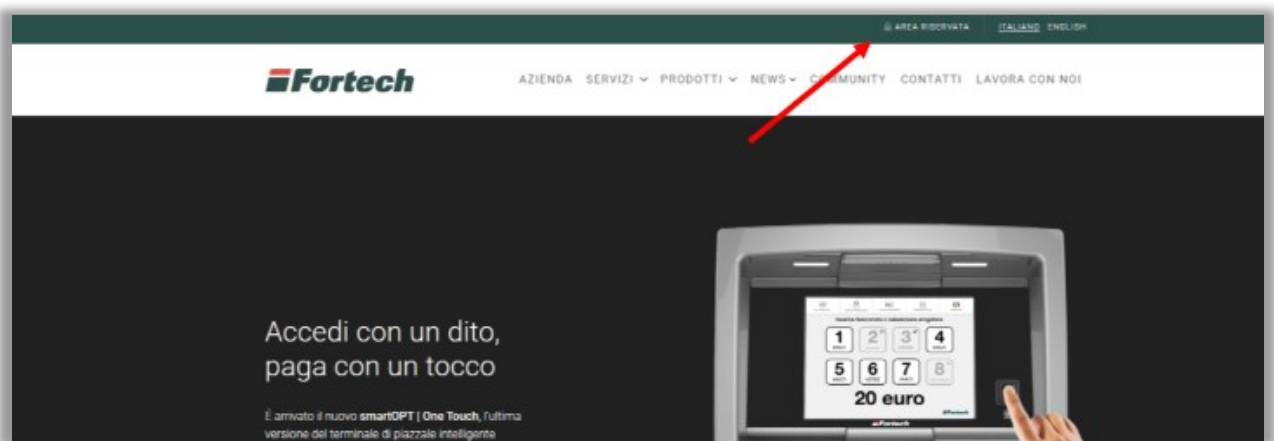 AREA RISERVATA ITALIANO ENGLISH
Fortech
AZIENDA SERVIZI PRODOTTI NEWS COMMUNITY CONTATTI LAVORA CON NOI
Accedi con un dito,
paga con un tocco
È arrivato il nuovo smartOPT | One Touch, l'ultima
versione del terminale di piazzale intelligente
1 2 3 4
5 6 7 8
20 euro
Fortech
Fortech